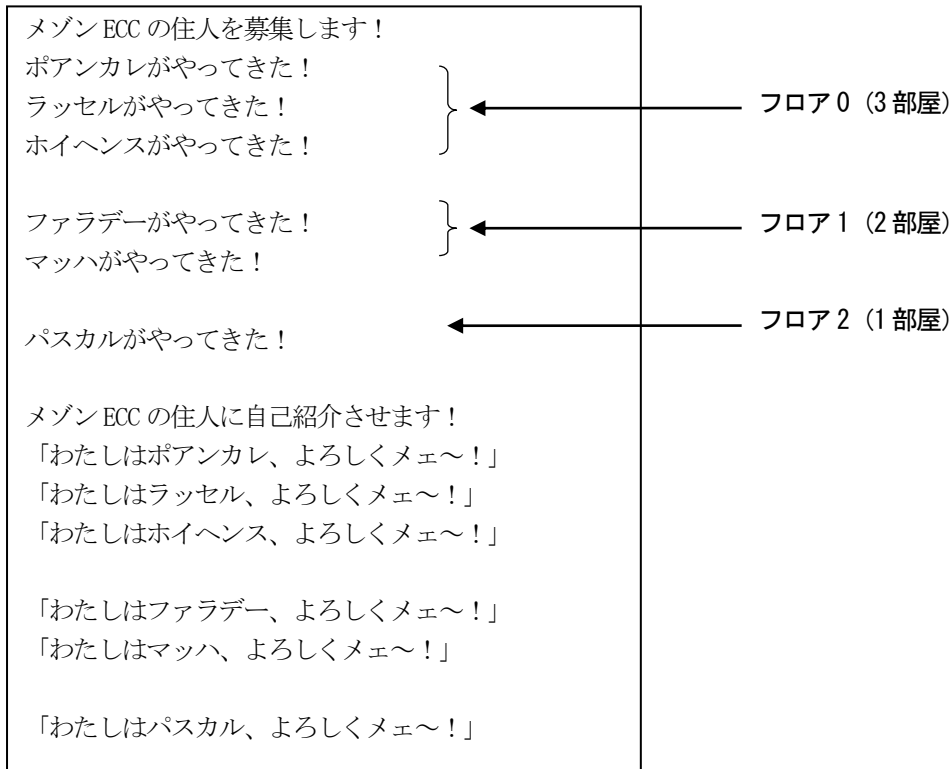 メゾン ECC の住人を募集します！
ポアンカレがやってきた！
ラッセルがやってきた！
ホイヘンスがやってきた！
フロア 0（3 部屋）
ファラデーがやってきた！
マッハがやってきた！
フロア 1（2 部屋）
パスカルがやってきた！
フロア 2（1 部屋）
メゾン ECC の住人に自己紹介させます！
「わたしはポアンカレ、よろしくメェ～！」
「わたしはラッセル、よろしくメェ～！」
「わたしはホイヘンス、よろしくメェ～！」
「わたしはファラデー、よろしくメェ～！」
「わたしはマッハ、よろしくメェ～！」
「わたしはパスカル、よろしくメェ～！」